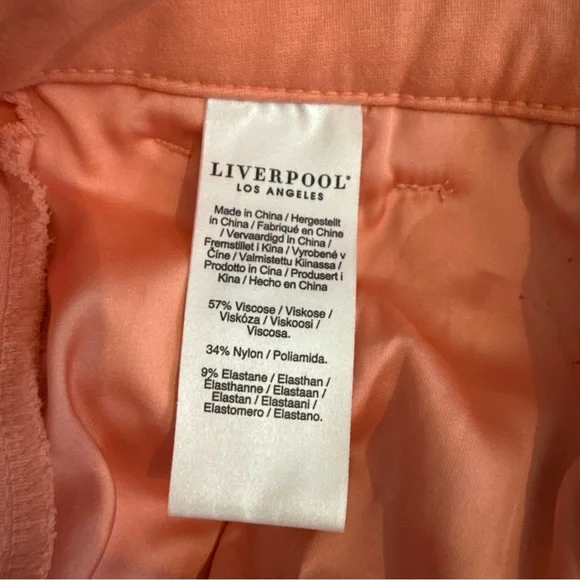 LIVERPOOL®
LOS ANGELES
Made in China / Hergestellt
in China / Fabriqué en Chine
/ Vervaardigd in China /
Fremstillet i Kina / Vyrobené v
Číne / Valmistettu Kiinassa /
Prodotto in Cina / Produsert i
Kina / Hecho en China
57% Viscose / Viskose /
Viskóza / Viskoosi /
Viscosa.
34% Nylon / Poliamida.
9% Elastane / Elasthan /
Élasthanne / Elastaan /
Elastan / Elastaani /
Elastomero / Elastano.